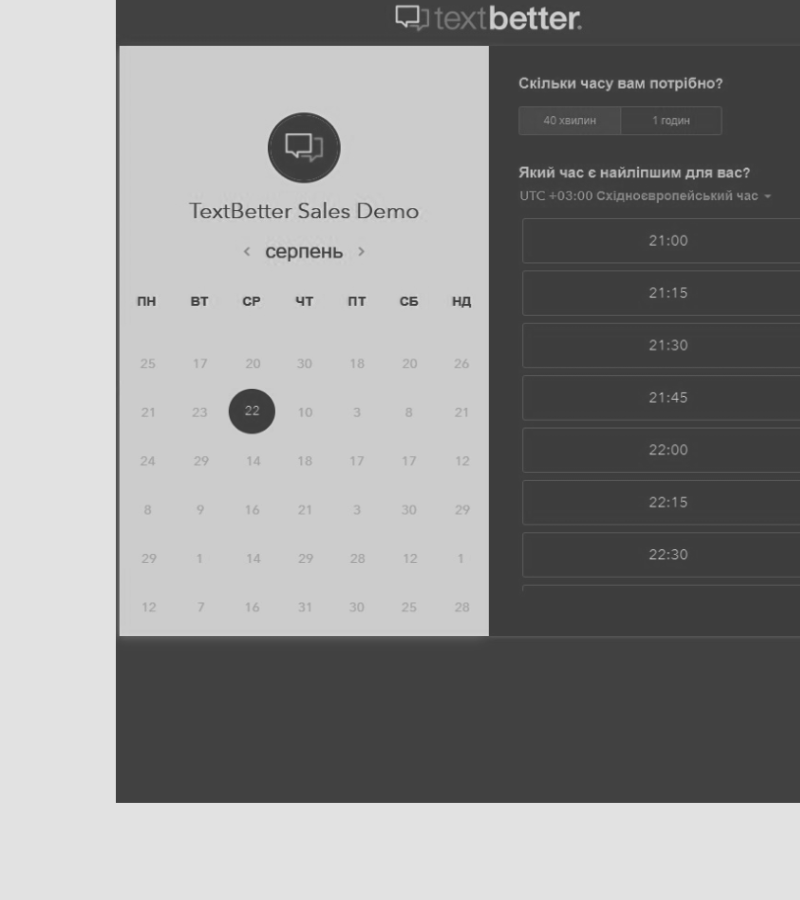 textbetter.
TextBetter Sales Demo
‹ серпень ›
ПН ВТ СР ЧТ ПТ СБ НД
25 17 20 30 18 20 26
21 23 22 10 3 8 21
24 29 14 18 17 17 12
8 9 16 21 3 30 29
29 1 14 29 28 12 1
12 7 16 31 30 25 28
Скільки часу вам потрібно?
40 хвилин 1 годин
Який час є найліпшим для вас?
UTC +03:00 Східноєвропейський час
21:00
21:15
21:30
21:45
22:00
22:15
22:30